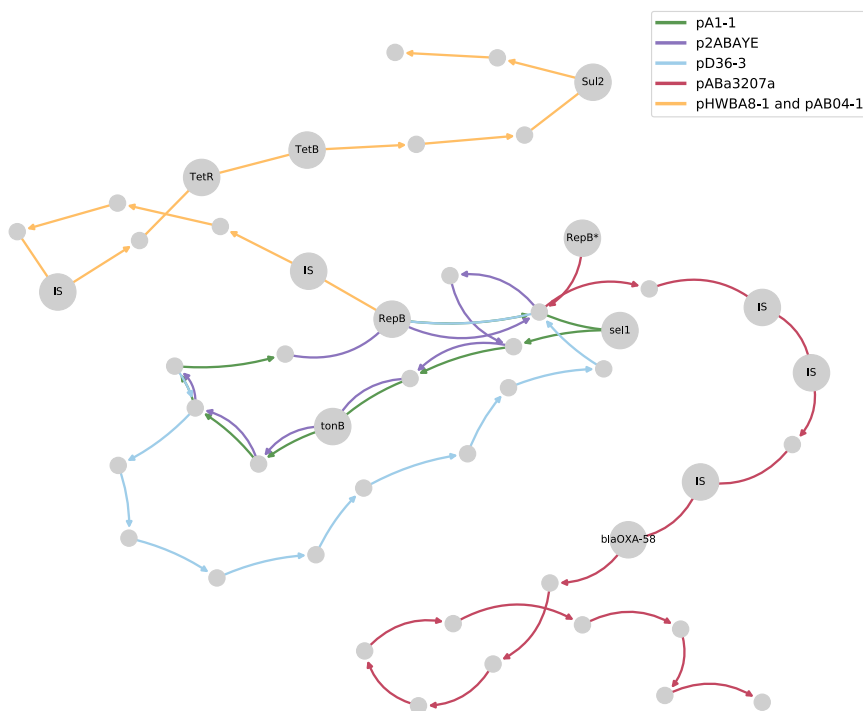 pA1-1
p2ABAYE
pD36-3
pABa3207a
pHWBA8-1 and pAB04-1
Sul2
TetB
TetR
RepB*
IS
IS
IS
RepB
sel1
IS
tonB
IS
blaOXA-58